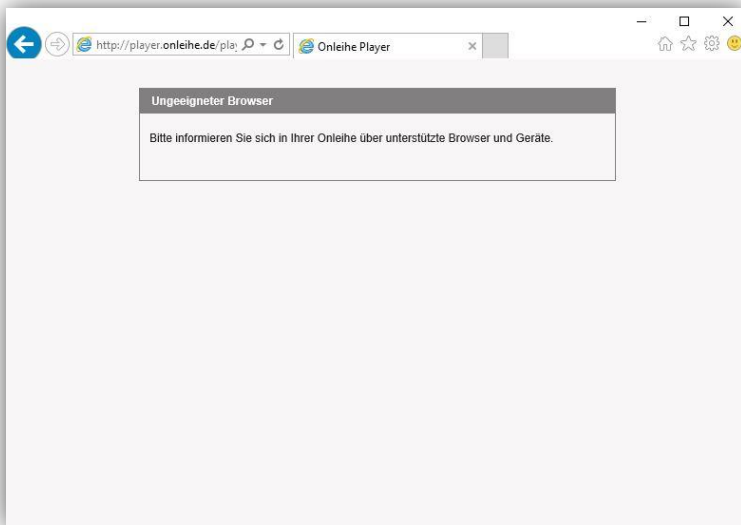 http://player.onleihe.de/play
Onleihe Player
Ungeeigneter Browser
Bitte informieren Sie sich in Ihrer Onleihe über unterstützte Browser und Geräte.